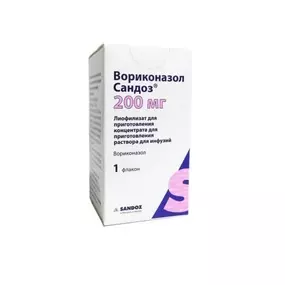 Вориконазол
Сандоз®
200 мг
Лиофилизат для
приготовления
концентрата для
приготовления
раствора для инфузий
Вориконазол
1 флакон
SANDOZ